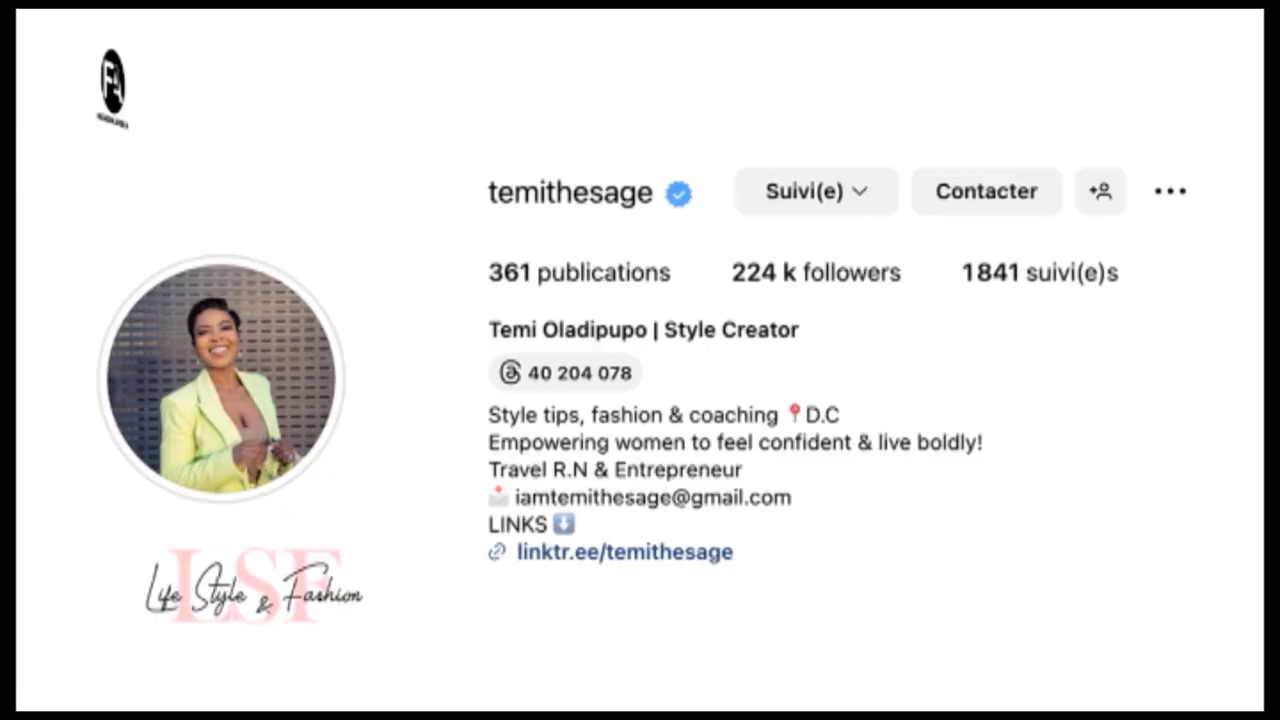 temithesage
Suivi(e)
Contacter
361 publications
224 k followers
1841 suivi(e)s
Temi Oladipupo | Style Creator
40 204 078
Style tips, fashion & coaching 📍D.C
Empowering women to feel confident & live boldly!
Travel R.N & Entrepreneur
📩 iamtemithesage@gmail.com
LINKS ⬇️
linktr.ee/temithesage
LSF
Life Style & Fashion